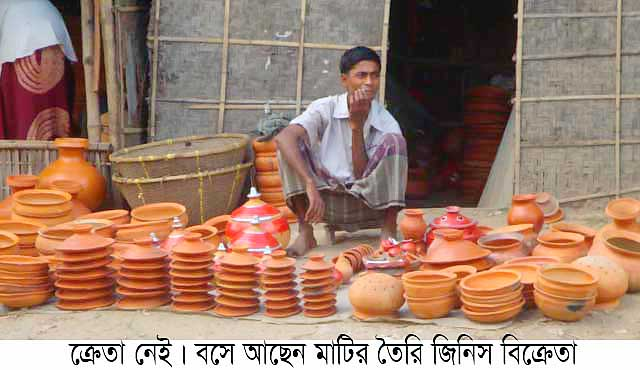 ক্রেতা নেই। বসে আছেন মাটির তৈরি জিনিস বিক্রেতা